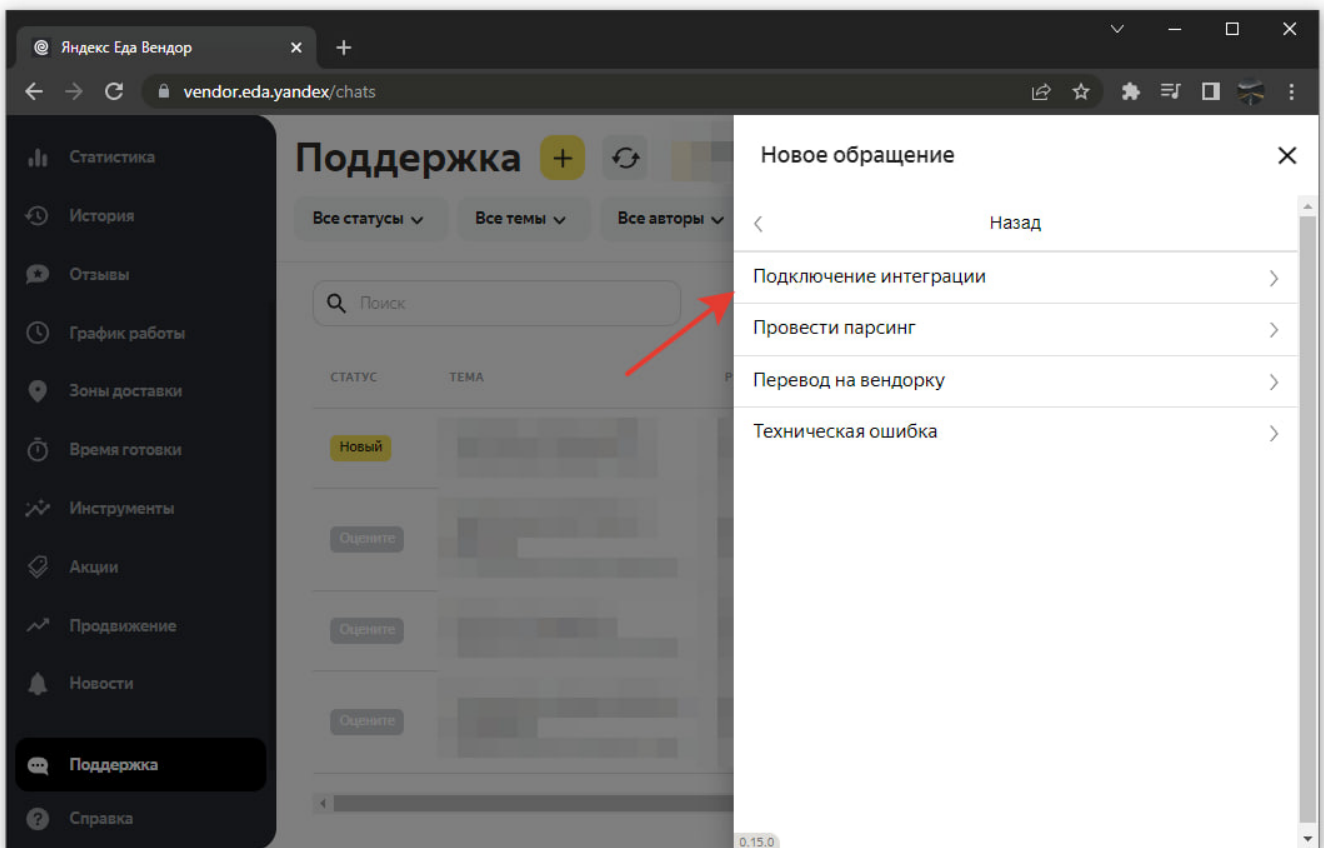 Яндекс Еда Вендор
vendor.eda.yandex/chats
Статистика
История
Отзывы
График работы
Зоны доставки
Время готовки
Инструменты
Акции
Продвижение
Новости
Поддержка
Справка
Поддержка
Все статусы
Все темы
Все авторы
Поиск
СТАТУС
ТЕМА
Новый
Оцените
Оцените
Оцените
Новое обращение
Назад
Подключение интеграции
Провести парсинг
Перевод на вендорку
Техническая ошибка
0.15.0